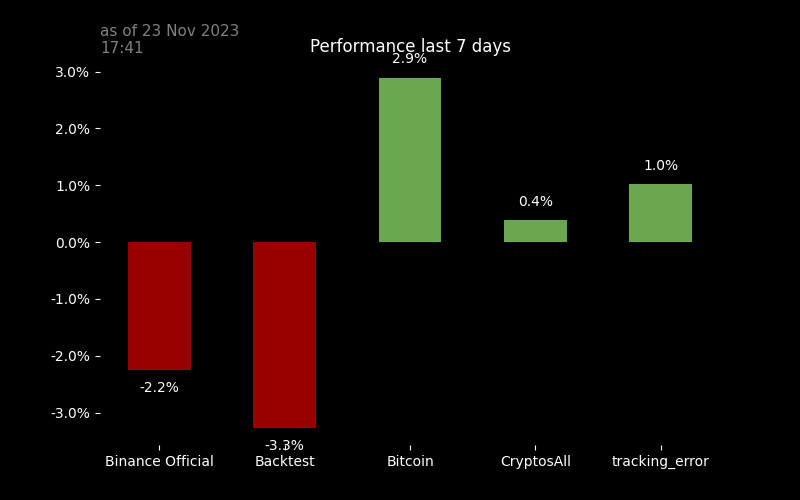 as of 23 Nov 2023
17:41
Performance last 7 days
3.0%
2.0%
1.0%
0.0%
-1.0%
-2.0%
-3.0%
-2.2%
-3.3%
2.9%
0.4%
1.0%
Binance Official
Backtest
Bitcoin
CryptosAll
tracking_error